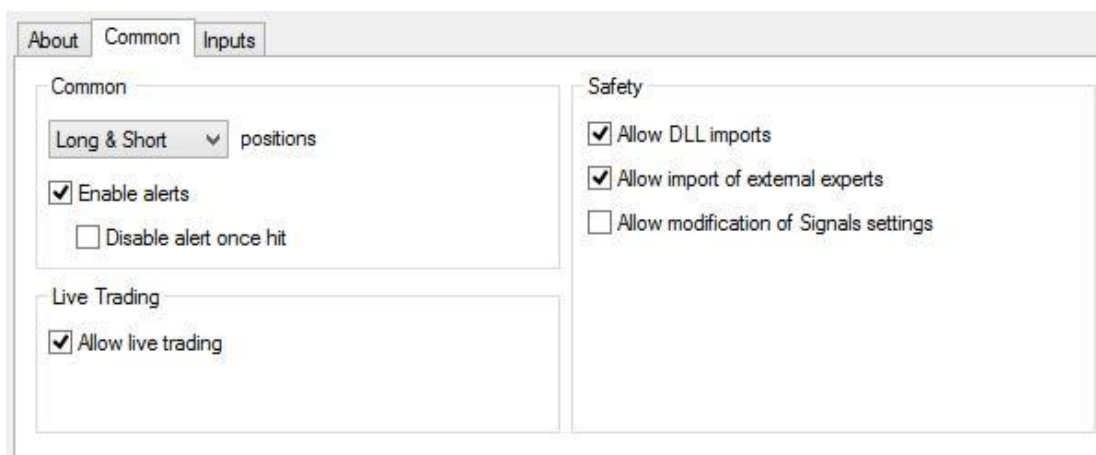 About Common Inputs
Common
Long & Short positions
Enable alerts
Disable alert once hit
Live Trading
Allow live trading
Safety
Allow DLL imports
Allow import of external experts
Allow modification of Signals settings